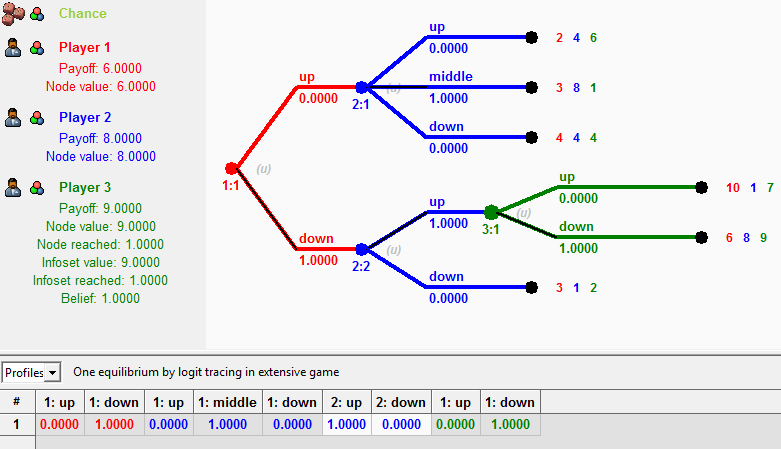 Chance
Player 1
Payoff: 6.0000
Node value: 6.0000
Player 2
Payoff: 8.0000
Node value: 8.0000
Player 3
Payoff: 9.0000
Node value: 9.0000
Node reached: 1.0000
Infoset value: 9.0000
Infoset reached: 1.0000
Belief: 1.0000
up
0.0000
2 4 6
up
0.0000
2:1
(u)
middle
1.0000
3 8 1
down
0.0000
4 4 4
1:1
(u)
up
0.0000
10 1 7
up
1.0000
3:1
(u)
down
1.0000
2:2
(u)
down
1.0000
6 8 9
down
0.0000
3 1 2
Profiles One equilibrium by logit tracing in extensive game
# 1: up 1: down 1: up 1: middle 1: down 2: up 2: down 1: up 1: down
1 0.0000 1.0000 0.0000 1.0000 0.0000 1.0000 0.0000 0.0000 1.0000